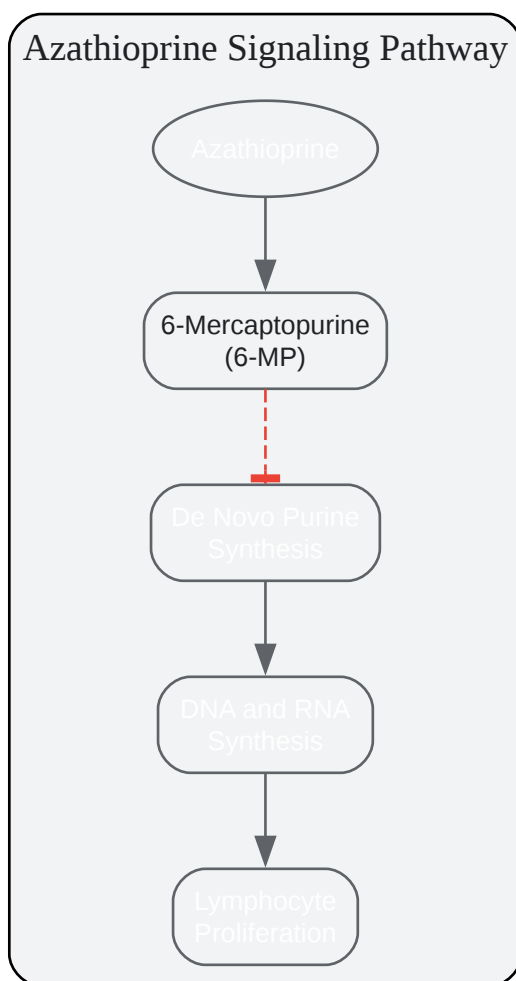 Azathioprine Signaling Pathway
Azathioprine
6-Mercaptopurine
(6-MP)
De Novo Purine
Synthesis
DNA and RNA
Synthesis
Lymphocyte
Proliferation